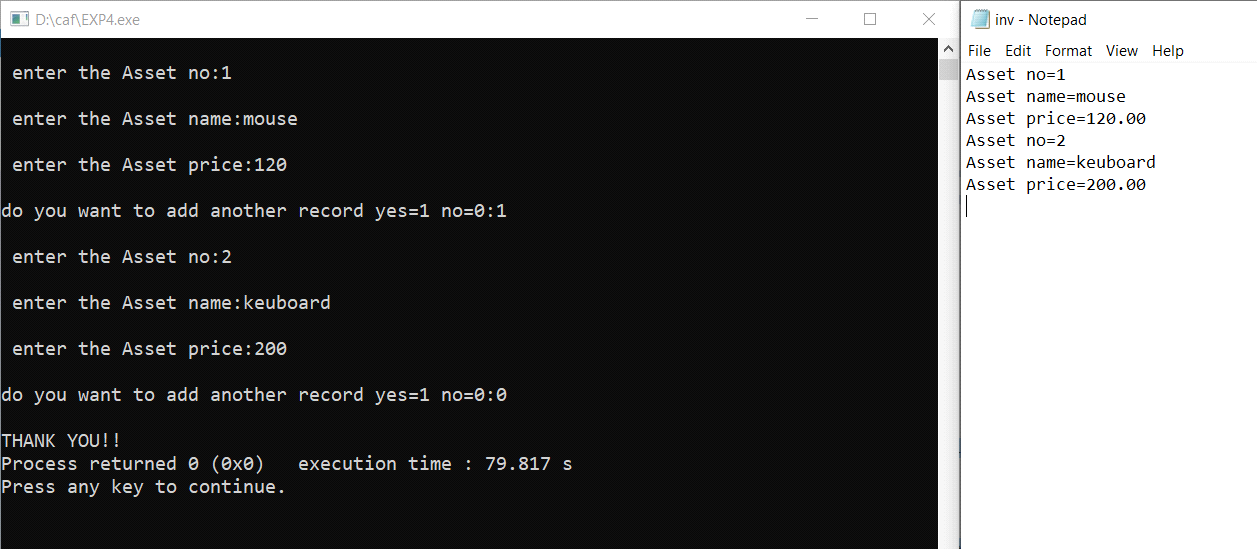 D:\caf\EXP4.exe
enter the Asset no:1
enter the Asset name:mouse
enter the Asset price:120
do you want to add another record yes=1 no=0:1
enter the Asset no:2
enter the Asset name:keuboard
enter the Asset price:200
do you want to add another record yes=1 no=0:0
THANK YOU!!
Process returned 0 (0x0)   execution time : 79.817 s
Press any key to continue.
inv - Notepad
File Edit Format View Help
Asset no=1
Asset name=mouse
Asset price=120.00
Asset no=2
Asset name=keuboard
Asset price=200.00